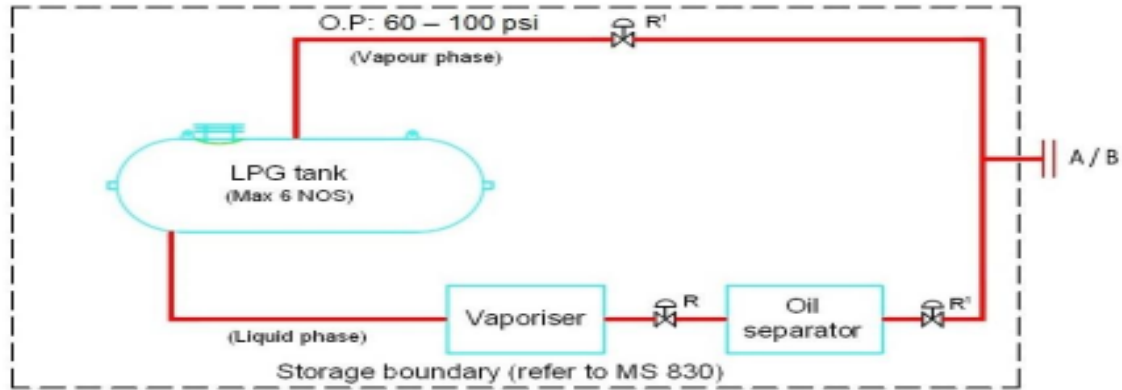 O.P: 60 – 100 psi
R¹
(Vapour phase)
LPG tank
(Max 6 NOS)
A / B
Vaporiser
R
Oil
separator
R¹
(Liquid phase)
Storage boundary (refer to MS 830)